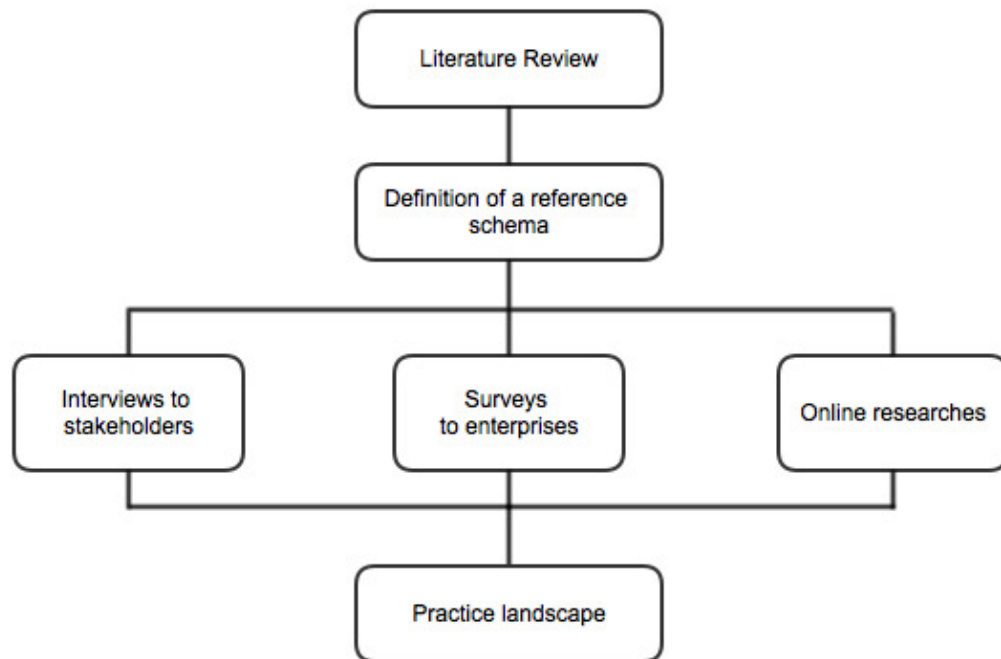 Literature Review
Definition of a reference
schema
Interviews to
stakeholders
Surveys
to enterprises
Online researches
Practice landscape